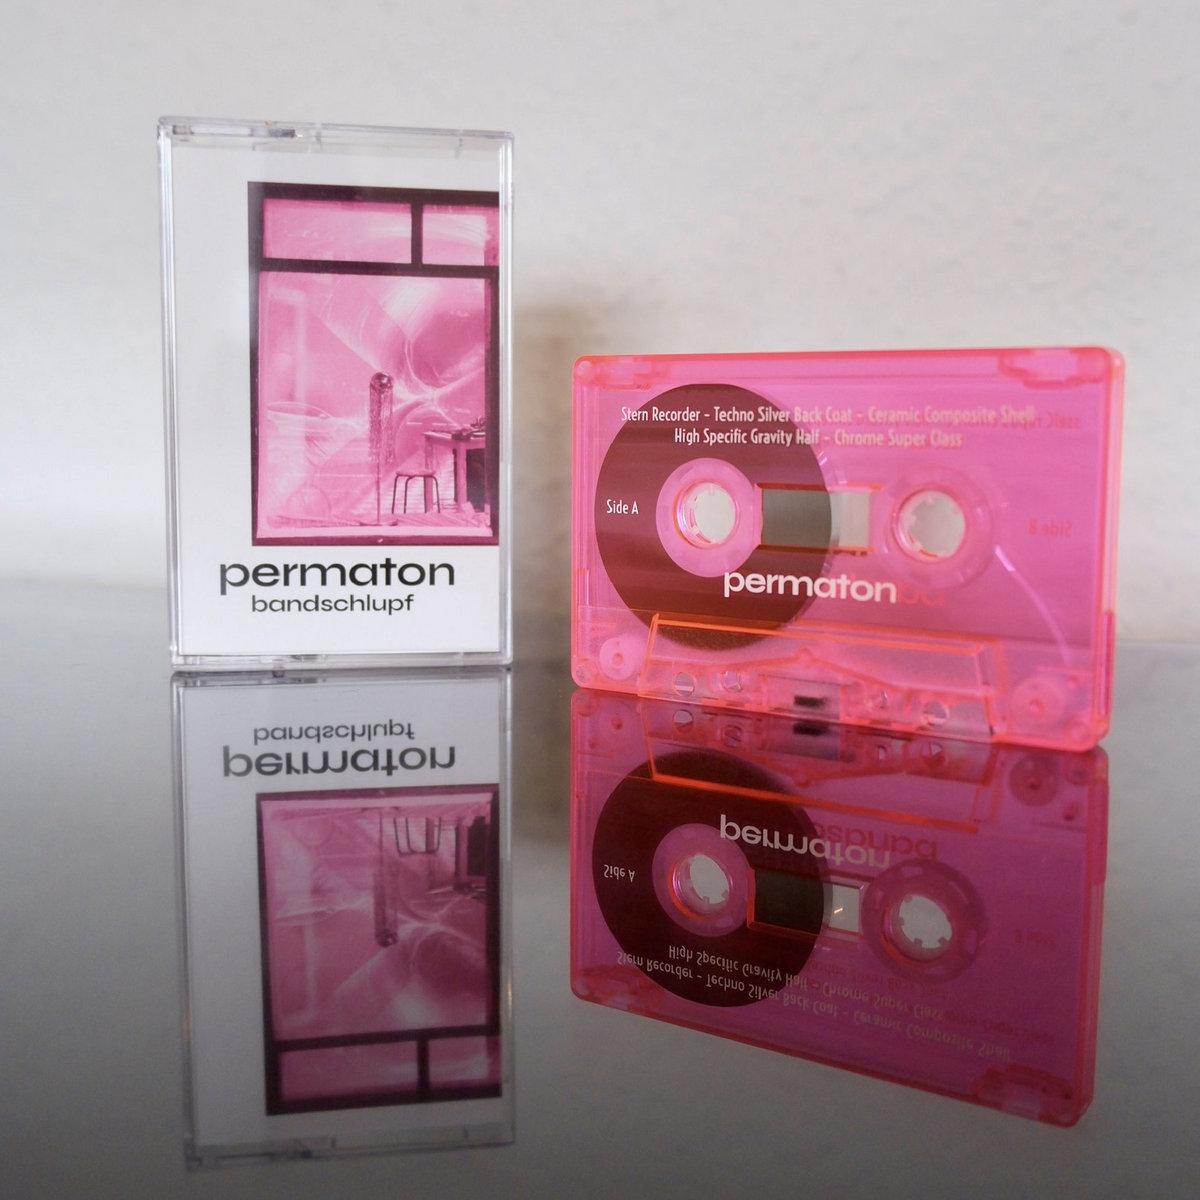 permaton
bandschlupf
Stern Recorder - Techno Silver Back Coat - Ceramic Composite Shell
High Specific Gravity Half - Chrome Super Class
Side A
Side B
permaton